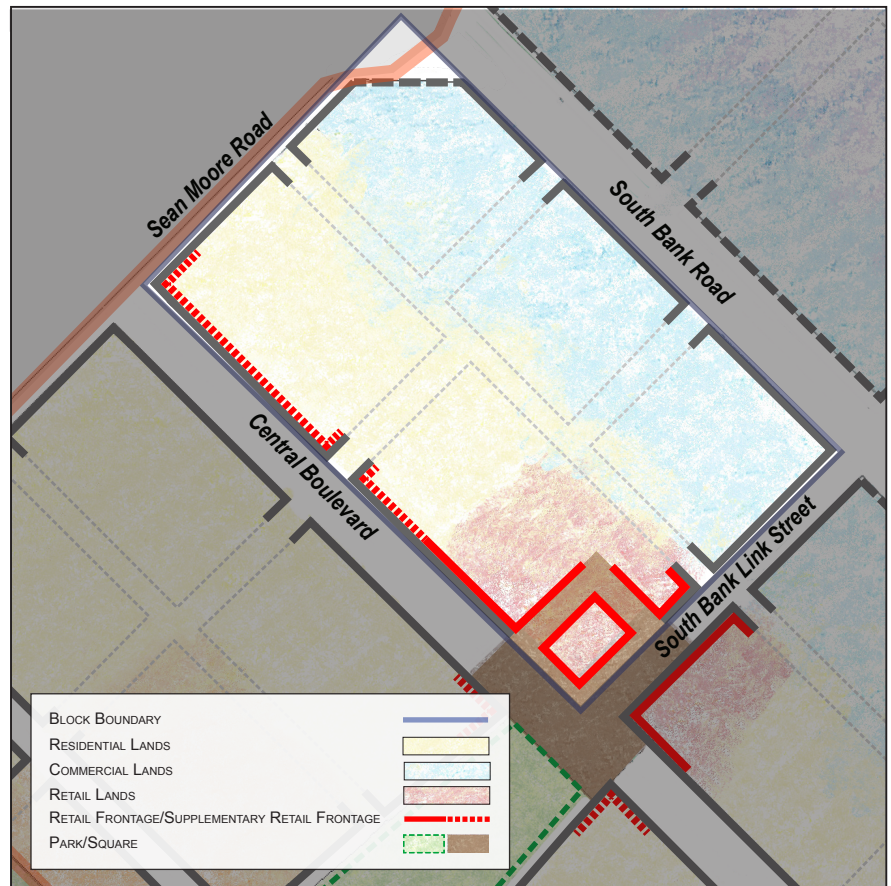 Sean Moore Road
South Bank Road
Central Boulevard
South Bank Link Street
BLOCK BOUNDARY
RESIDENTIAL LANDS
COMMERCIAL LANDS
RETAIL LANDS
RETAIL FRONTAGE/SUPPLEMENTARY RETAIL FRONTAGE
PARK/SQUARE